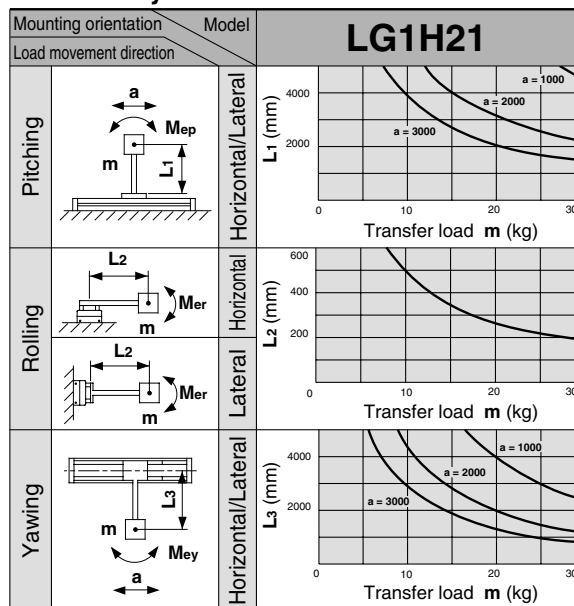 Mounting orientation
Model
Load movement direction
LG1H21
Pitching
a
Mep
m
L1
Horizontal/Lateral
L1 (mm)
4000
2000
a = 1000
a = 2000
a = 3000
0
10
20
30
Transfer load m (kg)
Rolling
L2
Mer
m
Horizontal
L2
Mer
m
Lateral
L2 (mm)
600
400
200
0
10
20
30
Transfer load m (kg)
Yawing
L3
m
Mey
a
Horizontal/Lateral
L3 (mm)
4000
2000
a = 1000
a = 2000
a = 3000
0
10
20
30
Transfer load m (kg)